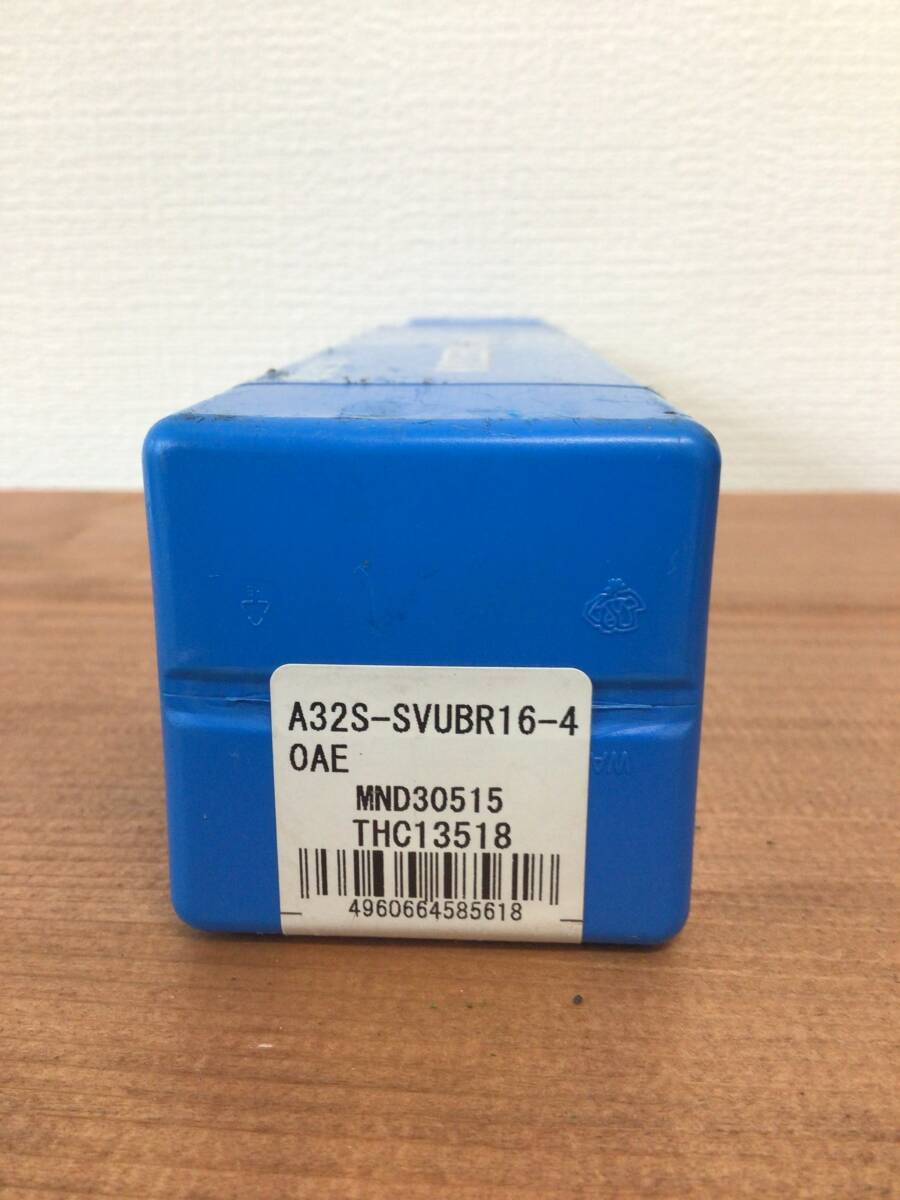 A32S-SVUBR16-4
0AE
MND30515
THC13518
4960664585618